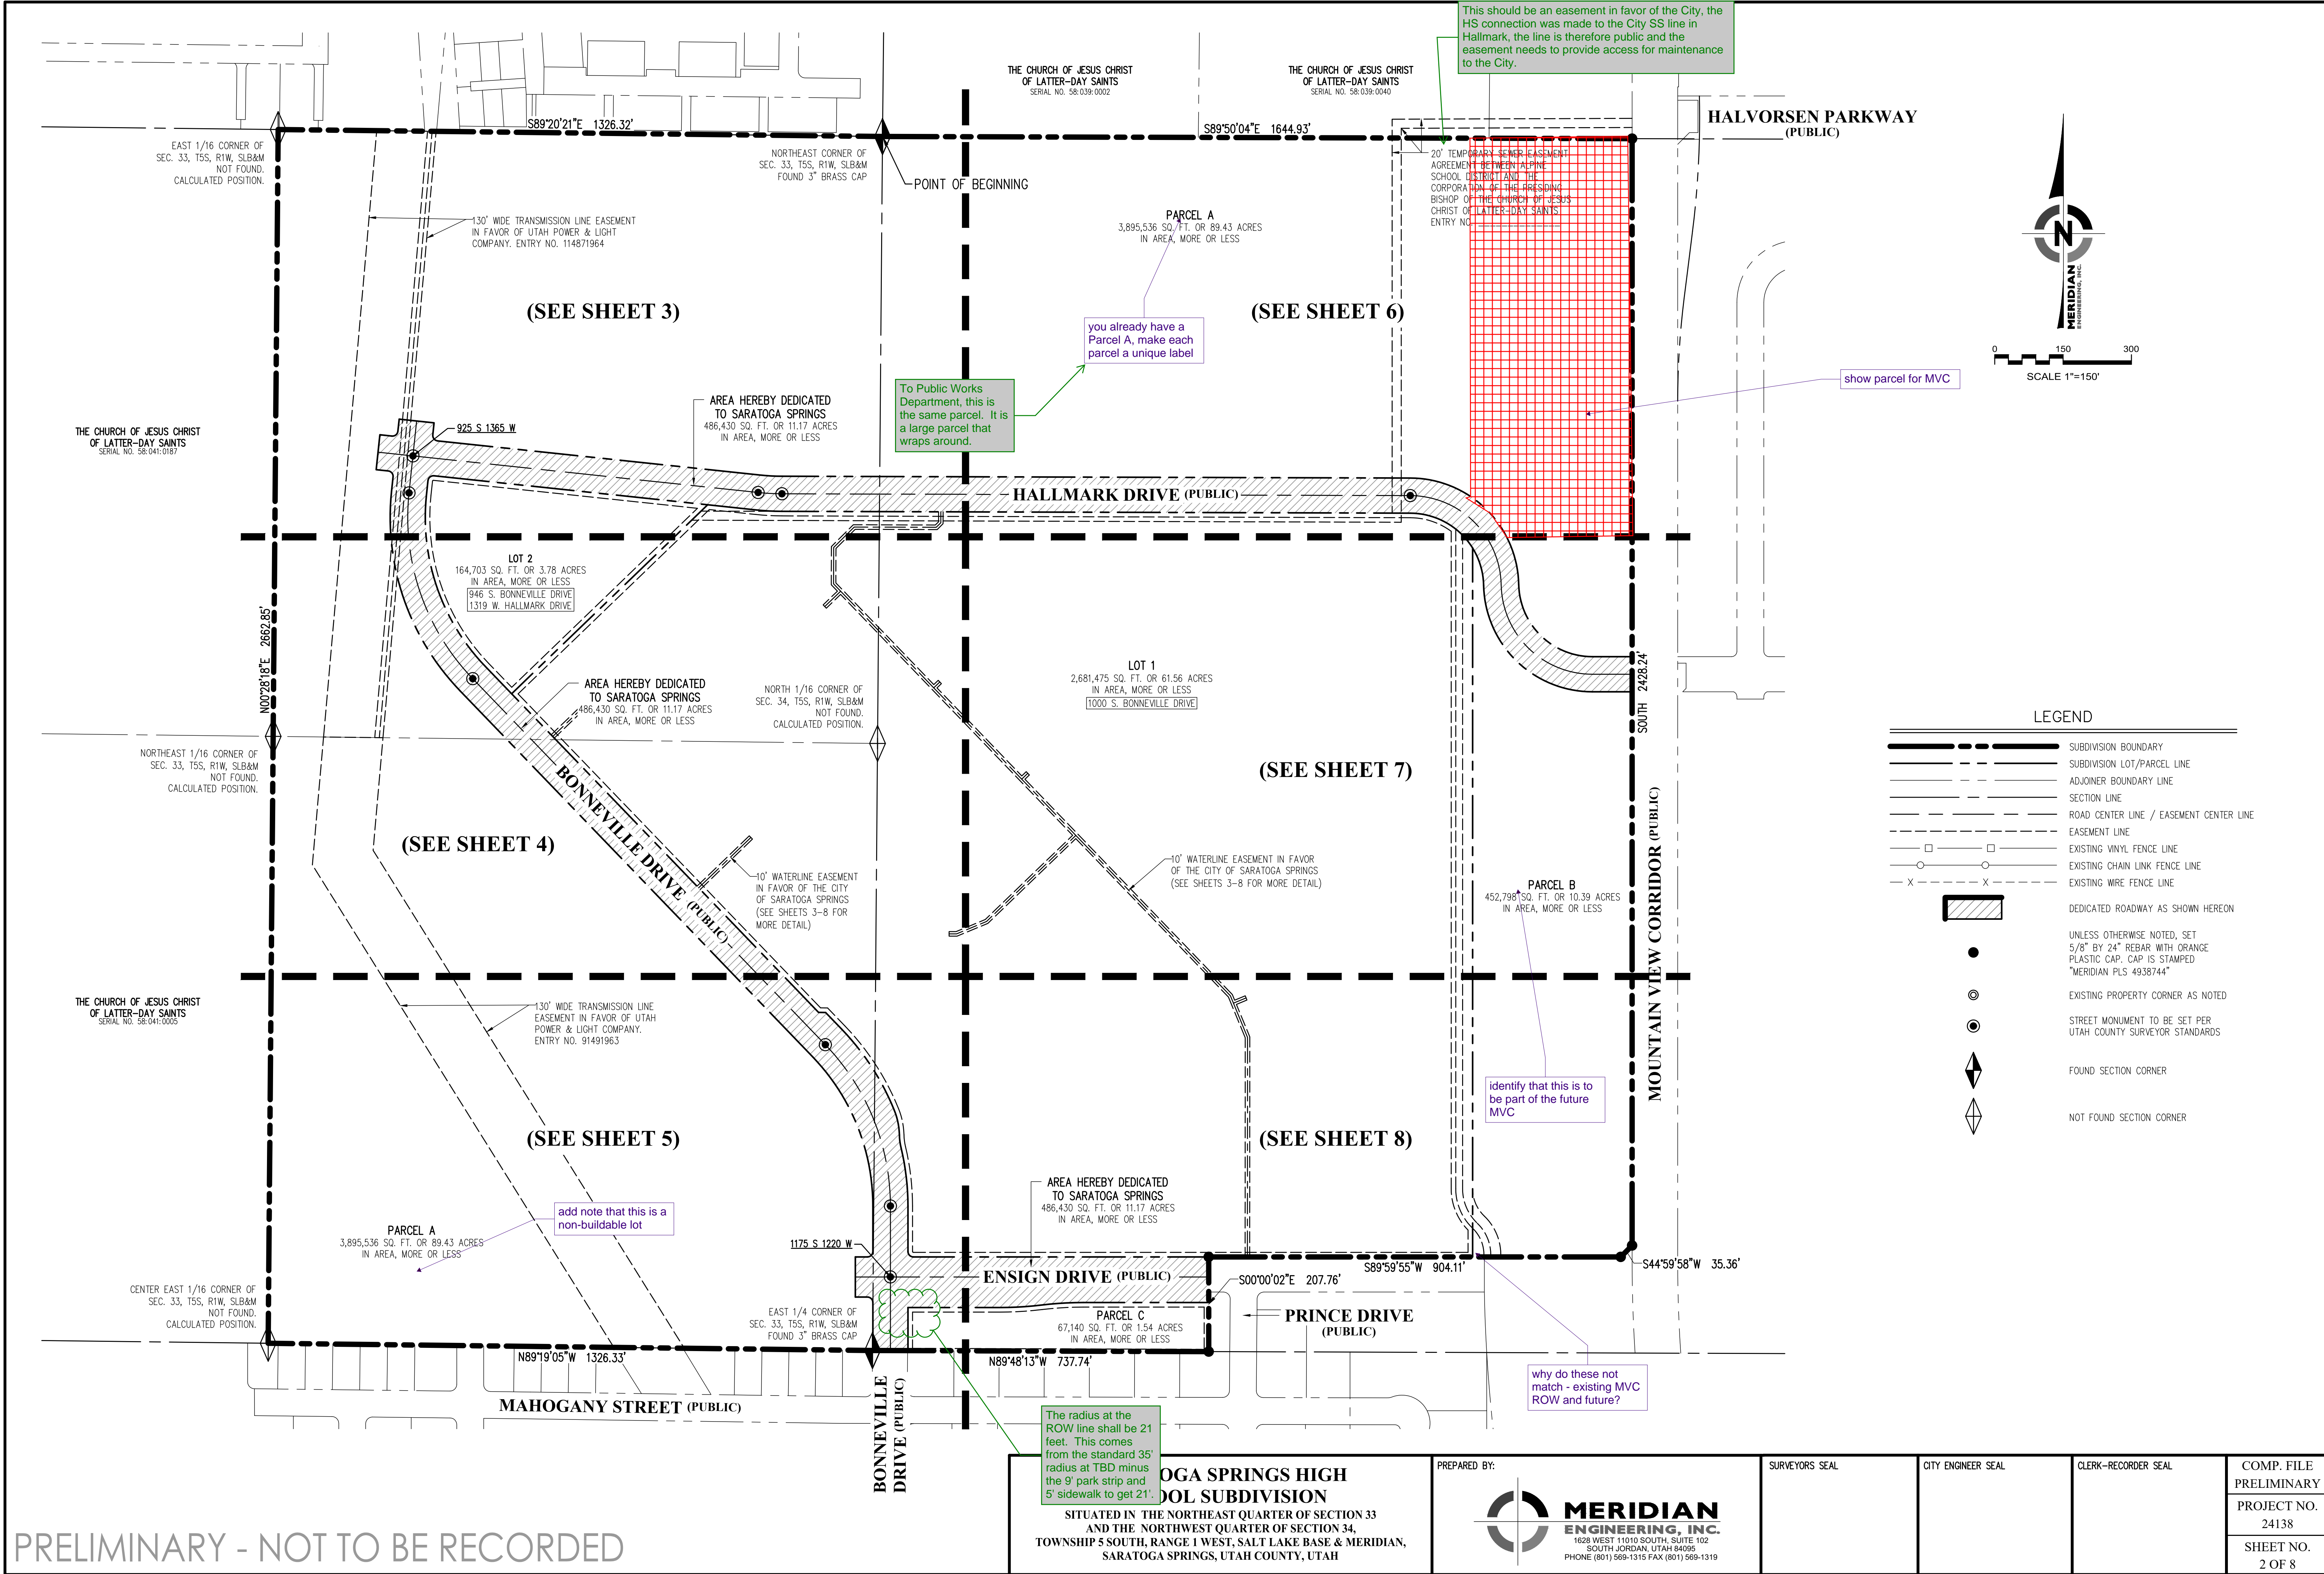 This should be an easement in favor of the City, the
HS connection was made to the City SS line in
Hallmark, the line is therefore public and the
easement needs to provide access for maintenance
to the City.
THE CHURCH OF JESUS CHRIST
OF LATTER-DAY SAINTS
SERIAL NO. 58:039:0002
THE CHURCH OF JESUS CHRIST
OF LATTER-DAY SAINTS
SERIAL NO. 58:039:0040
HALVORSEN PARKWAY
(PUBLIC)
S89°20'21"E 1326.32'
S89°50'04"E 1644.93'
EAST 1/16 CORNER OF
SEC. 33, T5S, R1W, SLB&M
NOT FOUND.
CALCULATED POSITION.
NORTHEAST CORNER OF
SEC. 33, T5S, R1W, SLB&M
FOUND 3" BRASS CAP
POINT OF BEGINNING
20' TEMPORARY SEWER EASEMENT
AGREEMENT BETWEEN ALPINE
SCHOOL DISTRICT AND THE
CORPORATION OF THE PRESIDING
BISHOP OF THE CHURCH OF JESUS
CHRIST OF LATTER-DAY SAINTS
ENTRY NO.
130' WIDE TRANSMISSION LINE EASEMENT
IN FAVOR OF UTAH POWER & LIGHT
COMPANY. ENTRY NO. 114871964
PARCEL A
3,895,536 SQ. FT. OR 89.43 ACRES
IN AREA, MORE OR LESS
N
MERIDIAN
ENGINEERING, INC.
0 150 300
SCALE 1"=150'
(SEE SHEET 3)
(SEE SHEET 6)
you already have a
Parcel A, make each
parcel a unique label
show parcel for MVC
To Public Works
Department, this is
the same parcel. It is
a large parcel that
wraps around.
AREA HEREBY DEDICATED
TO SARATOGA SPRINGS
486,430 SQ. FT. OR 11.17 ACRES
IN AREA, MORE OR LESS
THE CHURCH OF JESUS CHRIST
OF LATTER-DAY SAINTS
SERIAL NO. 58:041:0187
925 S 1365 W
HALLMARK DRIVE (PUBLIC)
LOT 2
164,703 SQ. FT. OR 3.78 ACRES
IN AREA, MORE OR LESS
946 S. BONNEVILLE DRIVE
1319 W. HALLMARK DRIVE
N00°28'18"E 2662.85'
LOT 1
2,681,475 SQ. FT. OR 61.56 ACRES
IN AREA, MORE OR LESS
1000 S. BONNEVILLE DRIVE
AREA HEREBY DEDICATED
TO SARATOGA SPRINGS
486,430 SQ. FT. OR 11.17 ACRES
IN AREA, MORE OR LESS
NORTH 1/16 CORNER OF
SEC. 34, T5S, R1W, SLB&M
NOT FOUND.
CALCULATED POSITION.
SOUTH 2428.24'
NORTHEAST 1/16 CORNER OF
SEC. 33, T5S, R1W, SLB&M
NOT FOUND.
CALCULATED POSITION.
BONNEVILLE DRIVE (PUBLIC)
(SEE SHEET 7)
(SEE SHEET 4)
MOUNTAIN VIEW CORRIDOR (PUBLIC)
LEGEND
SUBDIVISION BOUNDARY
SUBDIVISION LOT/PARCEL LINE
ADJOINER BOUNDARY LINE
SECTION LINE
ROAD CENTER LINE / EASEMENT CENTER LINE
EASEMENT LINE
EXISTING VINYL FENCE LINE
EXISTING CHAIN LINK FENCE LINE
X X EXISTING WIRE FENCE LINE
DEDICATED ROADWAY AS SHOWN HEREON
UNLESS OTHERWISE NOTED, SET
5/8" BY 24" REBAR WITH ORANGE
PLASTIC CAP. CAP IS STAMPED
"MERIDIAN PLS 4938744"
EXISTING PROPERTY CORNER AS NOTED
STREET MONUMENT TO BE SET PER
UTAH COUNTY SURVEYOR STANDARDS
FOUND SECTION CORNER
NOT FOUND SECTION CORNER
10' WATERLINE EASEMENT
IN FAVOR OF THE CITY
OF SARATOGA SPRINGS
(SEE SHEETS 3-8 FOR
MORE DETAIL)
10' WATERLINE EASEMENT IN FAVOR
OF THE CITY OF SARATOGA SPRINGS
(SEE SHEETS 3-8 FOR MORE DETAIL)
PARCEL B
452,798 SQ. FT. OR 10.39 ACRES
IN AREA, MORE OR LESS
THE CHURCH OF JESUS CHRIST
OF LATTER-DAY SAINTS
SERIAL NO. 58:041:0005
130' WIDE TRANSMISSION LINE
EASEMENT IN FAVOR OF UTAH
POWER & LIGHT COMPANY.
ENTRY NO. 91491963
identify that this is to
be part of the future
MVC
(SEE SHEET 5)
(SEE SHEET 8)
AREA HEREBY DEDICATED
TO SARATOGA SPRINGS
486,430 SQ. FT. OR 11.17 ACRES
IN AREA, MORE OR LESS
add note that this is a
non-buildable lot
PARCEL A
3,895,536 SQ. FT. OR 89.43 ACRES
IN AREA, MORE OR LESS
1175 S 1220 W
ENSIGN DRIVE (PUBLIC)
S89°59'55"W 904.11'
S44°59'58"W 35.36'
S00°00'02"E 207.76'
CENTER EAST 1/16 CORNER OF
SEC. 33, T5S, R1W, SLB&M
NOT FOUND.
CALCULATED POSITION.
EAST 1/4 CORNER OF
SEC. 33, T5S, R1W, SLB&M
FOUND 3" BRASS CAP
PARCEL C
67,140 SQ. FT. OR 1.54 ACRES
IN AREA, MORE OR LESS
PRINCE DRIVE
(PUBLIC)
N89°19'05"W 1326.33'
N89°48'13"W 737.74'
why do these not
match - existing MVC
ROW and future?
MAHOGANY STREET (PUBLIC)
BONNEVILLE
DRIVE (PUBLIC)
The radius at the
ROW line shall be 21
feet. This comes
from the standard 35'
radius at TBD minus
the 9' park strip and
5' sidewalk to get 21'.
OGA SPRINGS HIGH
OOL SUBDIVISION
SITUATED IN THE NORTHEAST QUARTER OF SECTION 33
AND THE NORTHWEST QUARTER OF SECTION 34,
TOWNSHIP 5 SOUTH, RANGE 1 WEST, SALT LAKE BASE & MERIDIAN,
SARATOGA SPRINGS, UTAH COUNTY, UTAH
PREPARED BY:
MERIDIAN
ENGINEERING, INC.
1628 WEST 11010 SOUTH, SUITE 102
SOUTH JORDAN, UTAH 84095
PHONE (801) 569-1315 FAX (801) 569-1319
SURVEYORS SEAL
CITY ENGINEER SEAL
CLERK-RECORDER SEAL
COMP. FILE
PRELIMINARY
PROJECT NO.
24138
SHEET NO.
2 OF 8
PRELIMINARY - NOT TO BE RECORDED